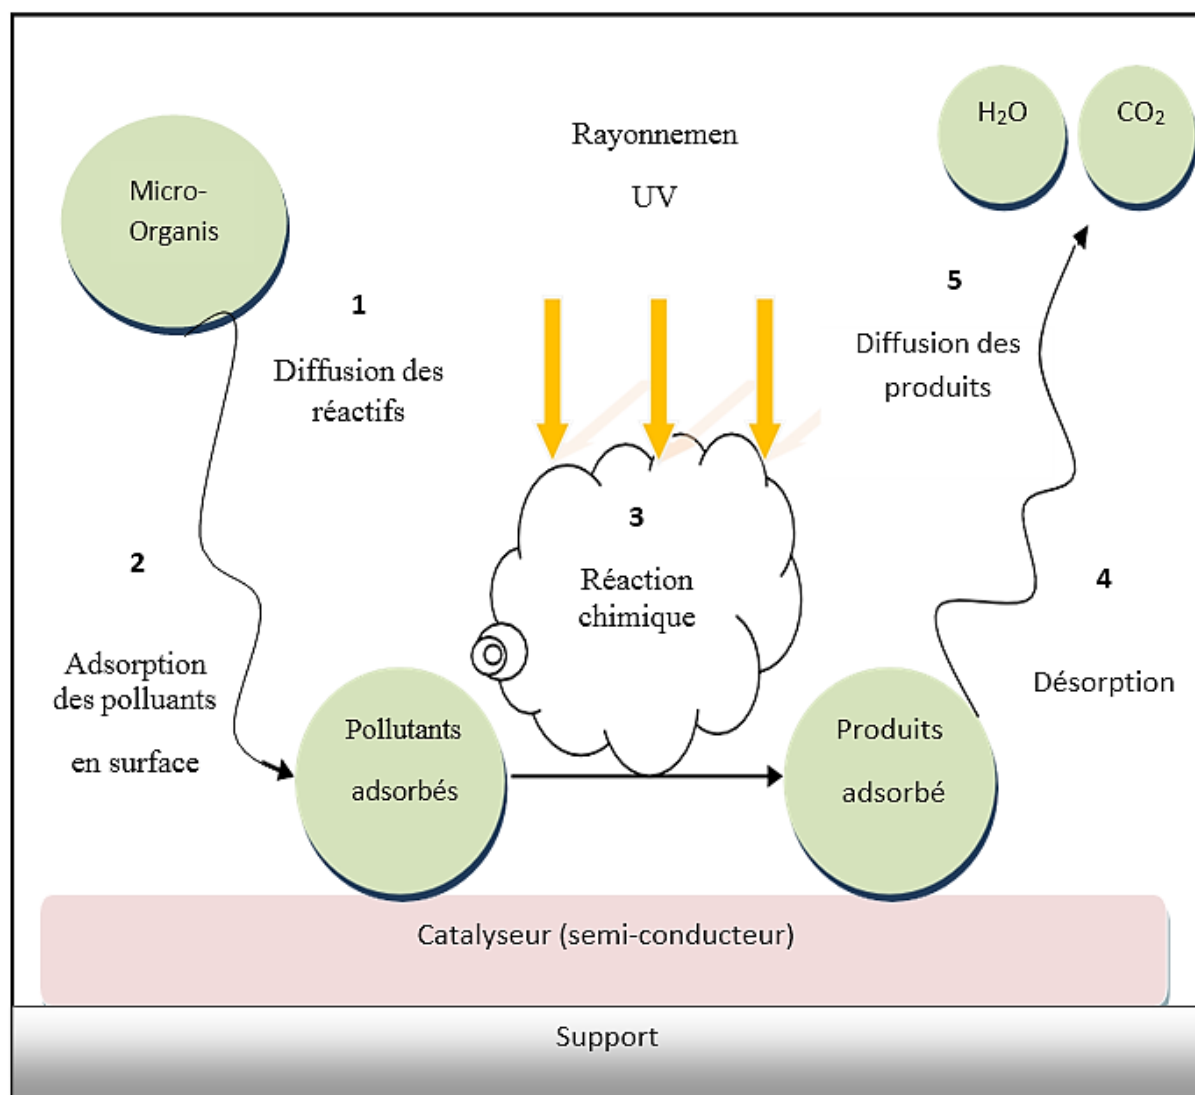 Micro-
Organis
1
Diffusion des
réactifs
2
Adsorption
des polluants
en surface
Rayonnemen
UV
3
Réaction
chimique
Pollutants
adsorbés
Produits
adsorbé
4
Désorption
5
Diffusion des
produits
H₂O
CO₂
Catalyseur (semi-conducteur)
Support